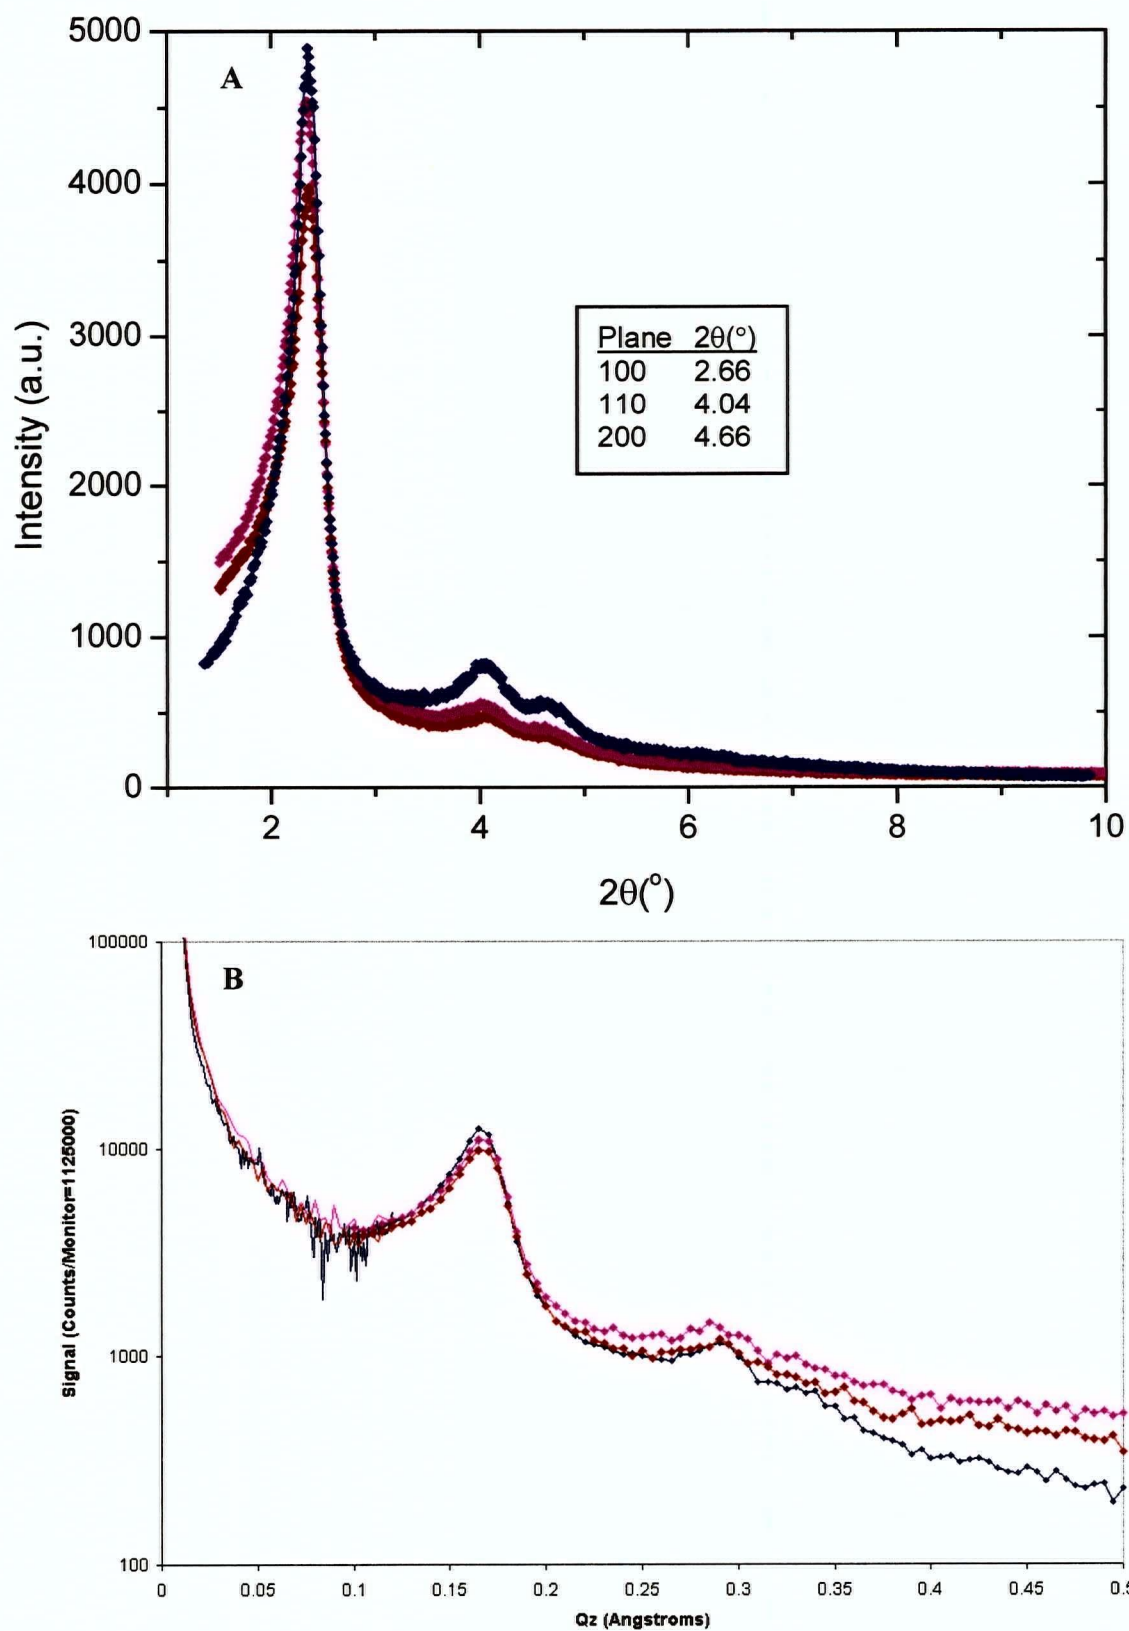 A
5000
4000
3000
2000
1000
0
Intensity (a.u.)
Plane 2θ(°)
100 2.66
110 4.04
200 4.66
2 4 6 8 10
2θ(°)
B
100000
10000
1000
100
Signal (Counts/Monitor=1125000)
0 0.05 0.1 0.15 0.2 0.25 0.3 0.35 0.4 0.45
Qz (Angstroms)